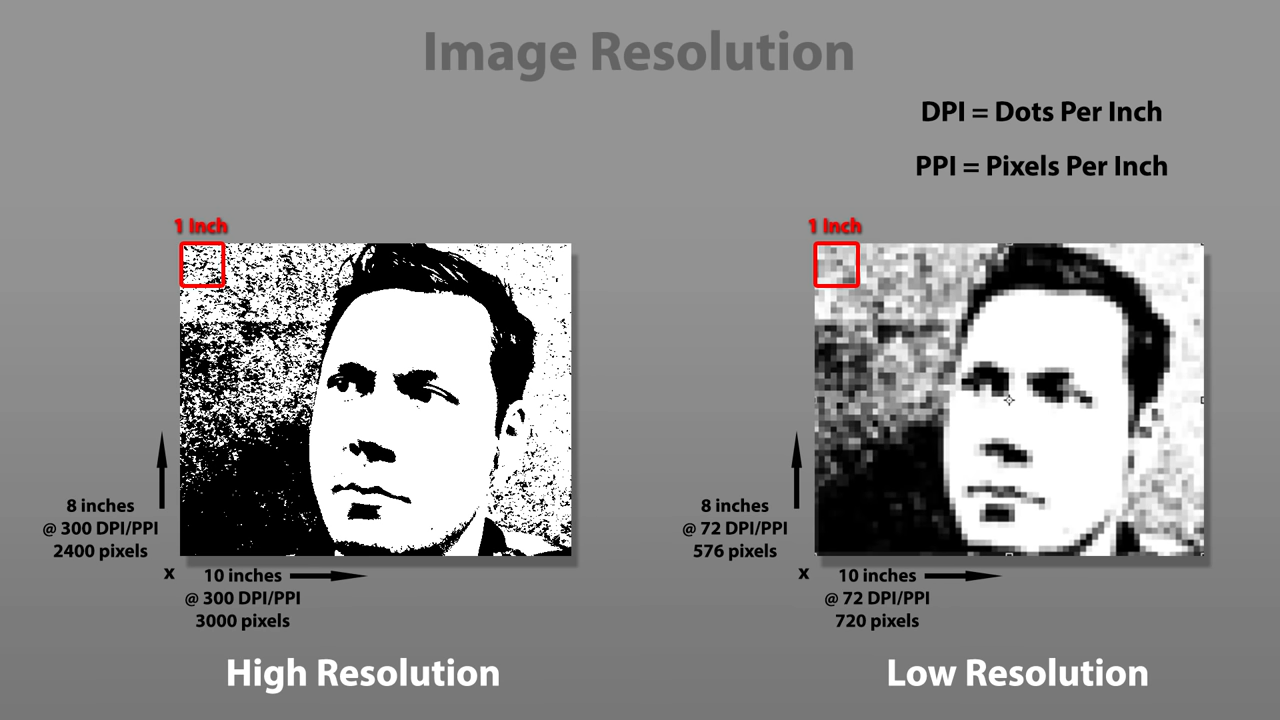 Image Resolution
DPI = Dots Per Inch
PPI = Pixels Per Inch
1 Inch
8 inches
@ 300 DPI/PPI
2400 pixels
x
10 inches
@ 300 DPI/PPI
3000 pixels
High Resolution
1 Inch
8 inches
@ 72 DPI/PPI
576 pixels
x
10 inches
@ 72 DPI/PPI
720 pixels
Low Resolution